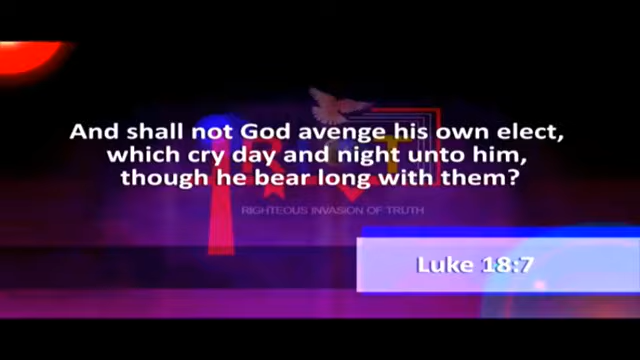 And shall not God avenge his own elect,
which cry day and night unto him,
though he bear long with them?
RIGHTEOUS INVASION OF TRUTH
Luke 18:7